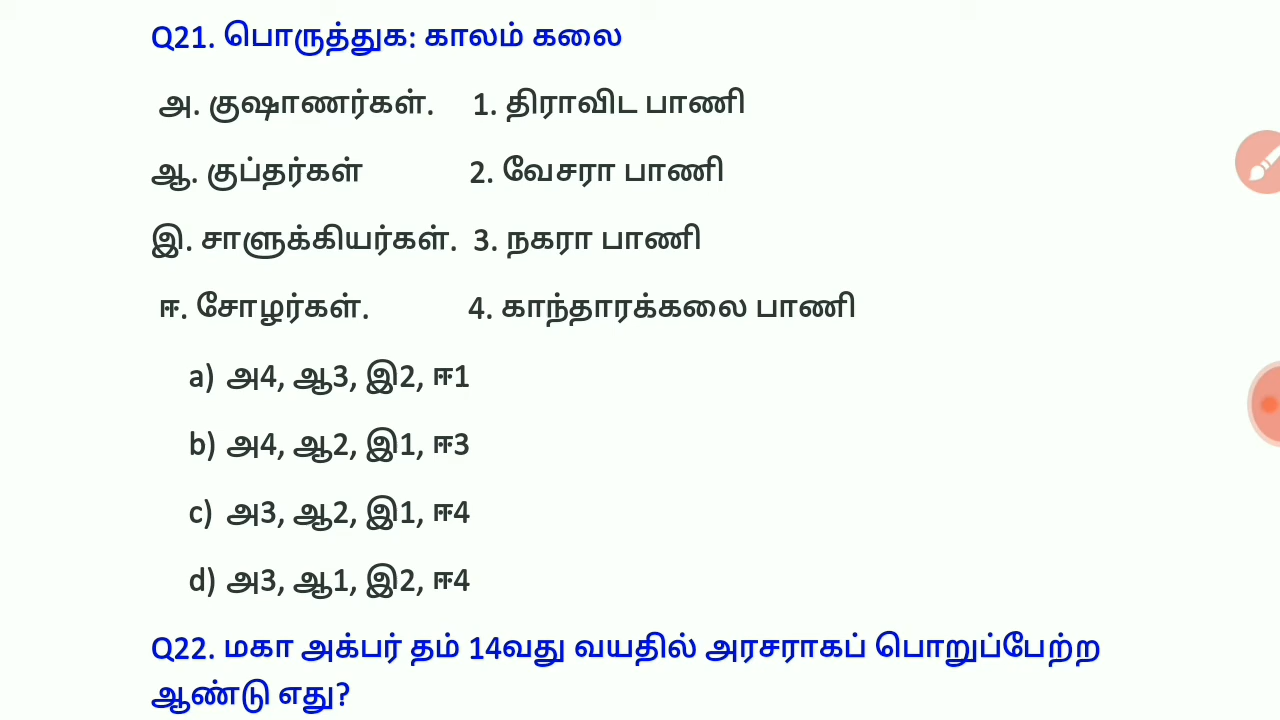 Q21. பொருத்துக: காலம் கலை
அ. குஷாணர்கள். 1. திராவிட பாணி
ஆ. குப்தர்கள் 2. வேசரா பாணி
இ. சாளுக்கியர்கள். 3. நகரா பாணி
ஈ. சோழர்கள். 4. காந்தாரக்கலை பாணி
a) அ4, ஆ3, இ2, ஈ1
b) அ4, ஆ2, இ1, ஈ3
c) அ3, ஆ2, இ1, ஈ4
d) அ3, ஆ1, இ2, ஈ4
Q22. மகா அக்பர் தம் 14வது வயதில் அரசராகப் பொறுப்பேற்ற
ஆண்டு எது?